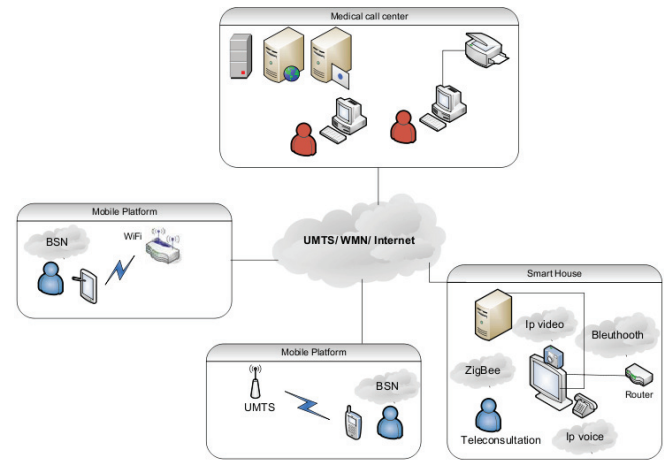 Medical call center
UMTS/ WMN/ Internet
Mobile Platform
BSN
WiFi
Mobile Platform
UMTS
BSN
Smart House
Ip video
Bleuthooth
ZigBee
Router
Teleconsultation
Ip voice